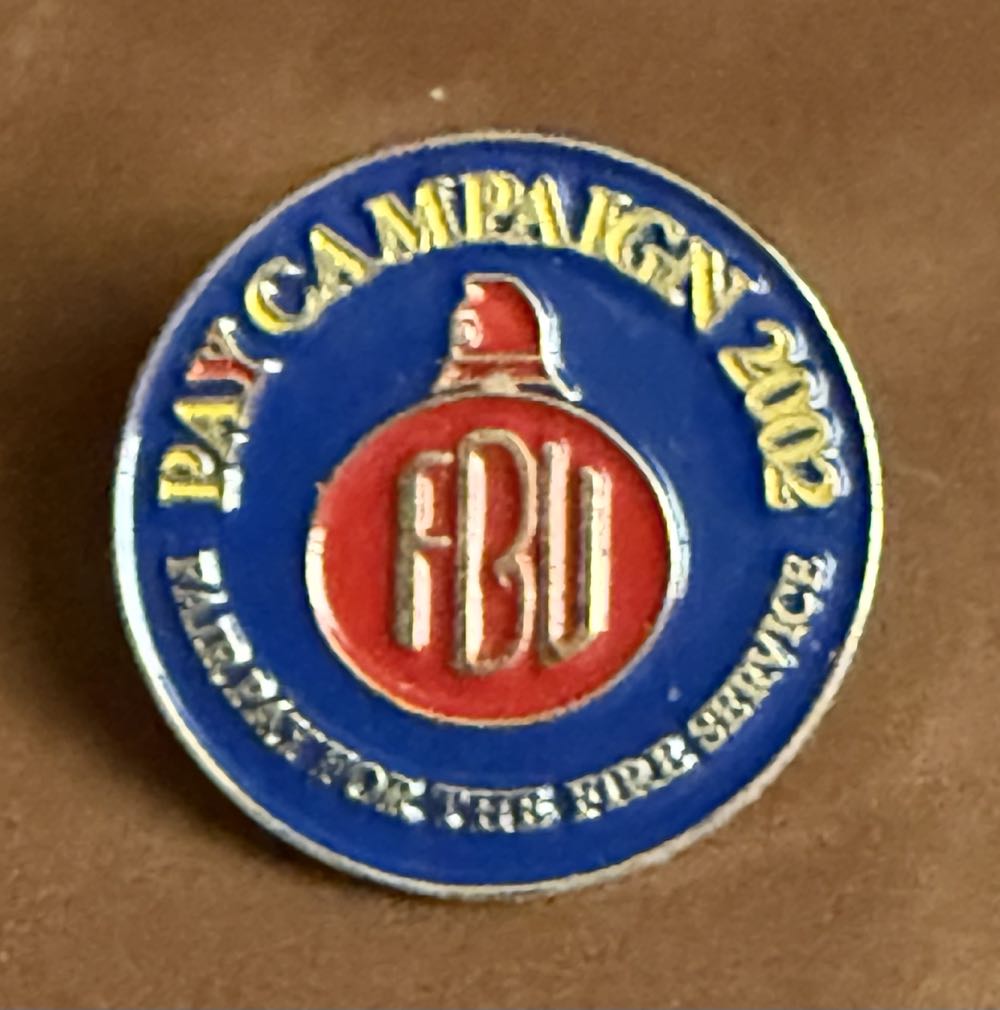 PAY CAMPAIGN 2002
FBU
FAIR PAY FOR THE FIRE SERVICE